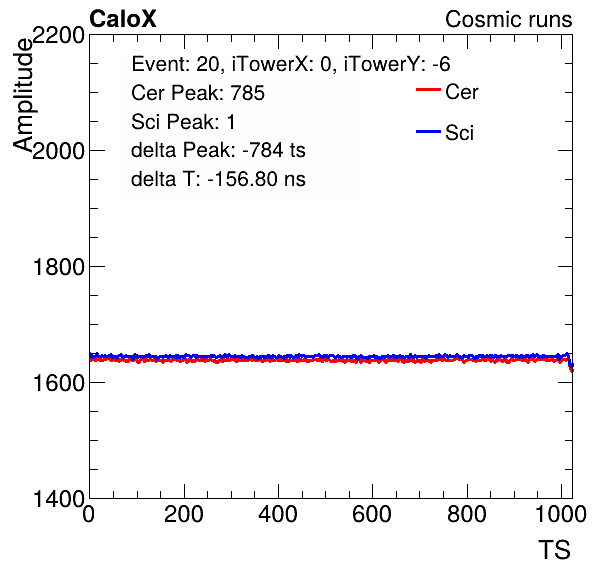 CaloX Cosmic runs
Amplitude
2200
2000
1800
1600
1400
Event: 20, iTowerX: 0, iTowerY: -6
Cer Peak: 785
Sci Peak: 1
delta Peak: -784 ts
delta T: -156.80 ns
Cer
Sci
0 200 400 600 800 1000
TS